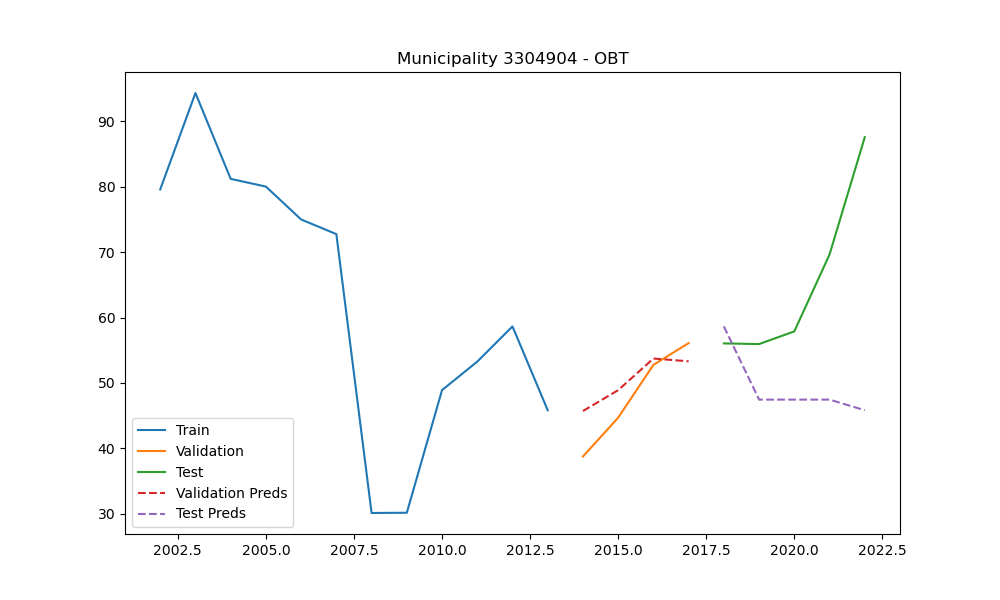 Municipality 3304904 - OBT
90
80
70
60
50
40
30
Train
Validation
Test
Validation Preds
Test Preds
2002.5 2005.0 2007.5 2010.0 2012.5 2015.0 2017.5 2020.0 2022.5